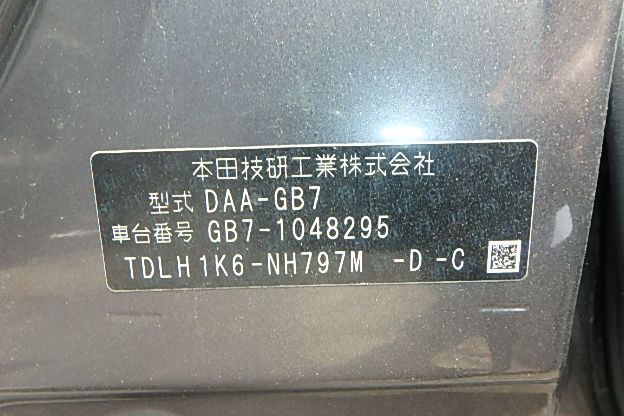 本田技研工業株式会社
型式 DAA-GB7
車台番号 GB7-1048295
TDLH1K6-NH797M -D-C